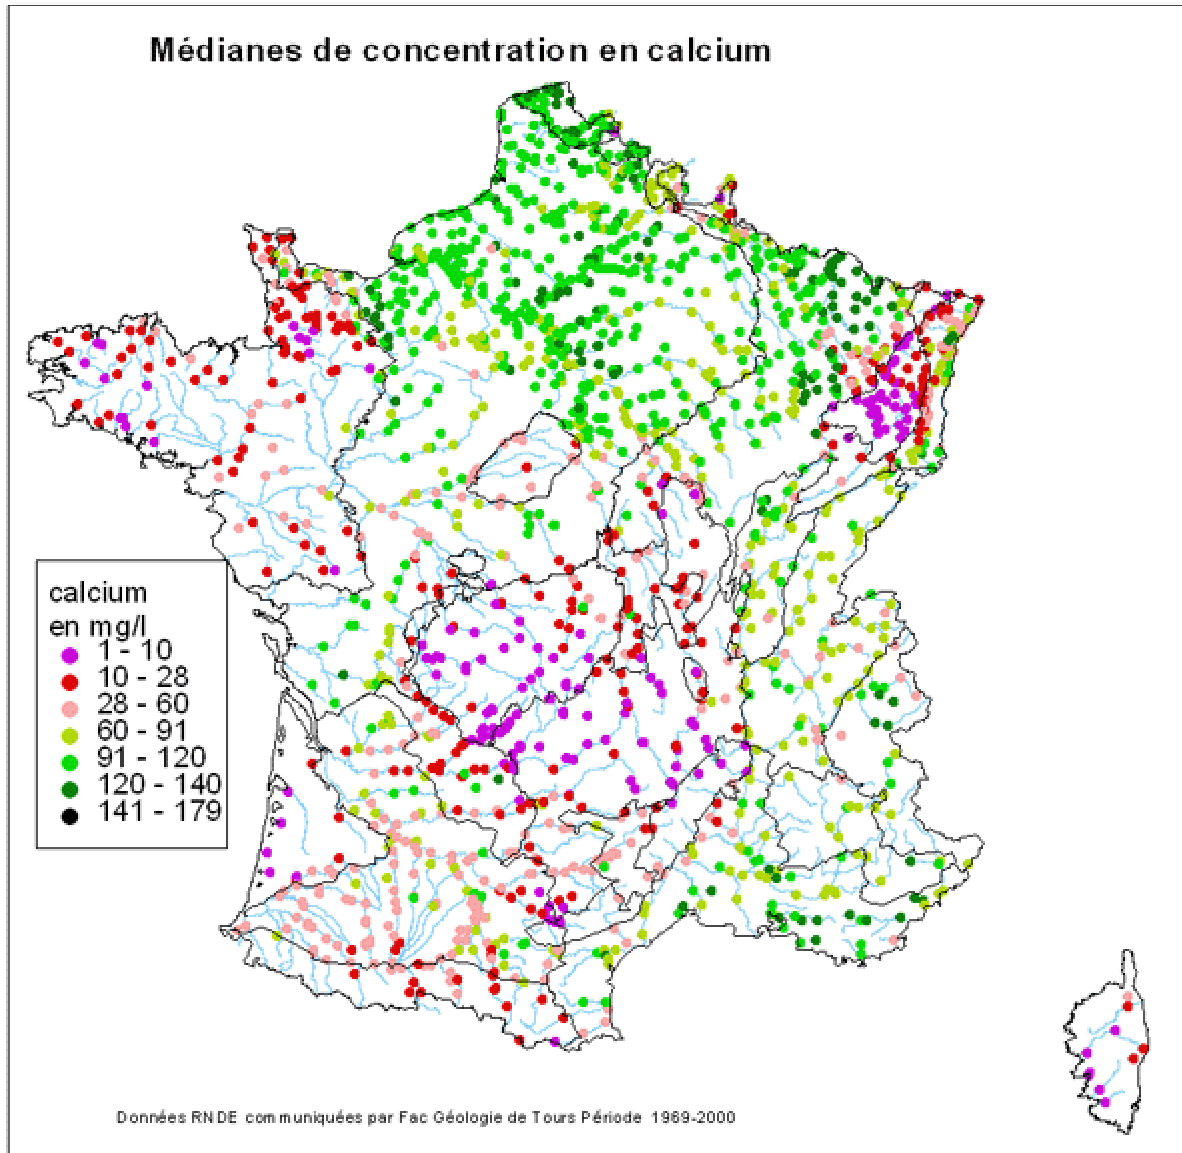 Médianes de concentration en calcium
calcium
en mg/l
1 - 10
10 - 28
28 - 60
60 - 91
91 - 120
120 - 140
141 - 179
Données RNDE communiquées par Fac Géologie de Tours Période 1969-2000